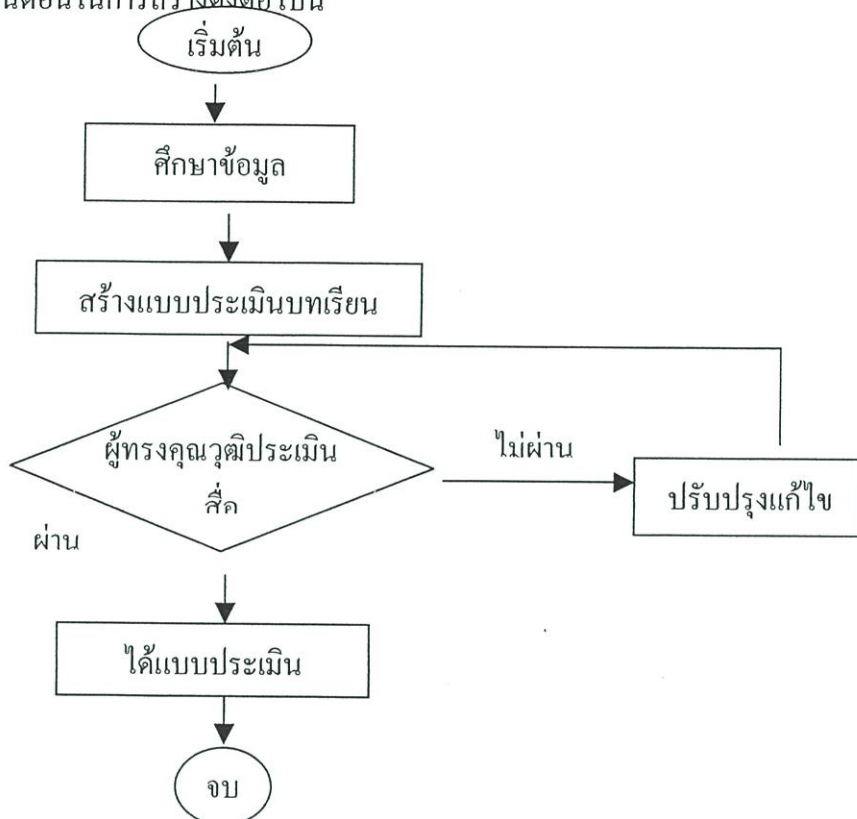 เริ่มต้น
ศึกษาข้อมูล
สร้างแบบประเมินบทเรียน
ผู้ทรงคุณวุฒิประเมิน
สื่อ
ไม่ผ่าน
ปรับปรุงแก้ไข
ผ่าน
ได้แบบประเมิน
จบ